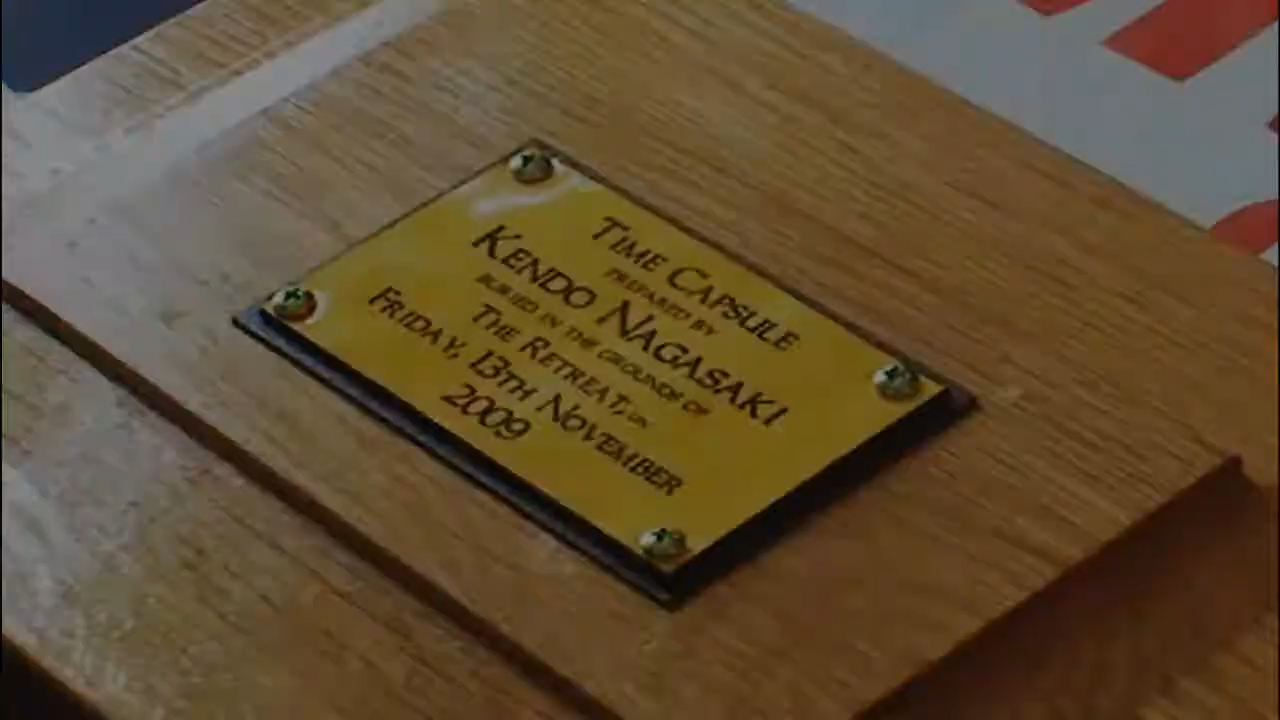 TIME CAPSULE
PREPARED BY
KENDO NAGASAKI
BURIED IN THE GROUNDS OF
THE RETREAT, ON
FRIDAY, 13TH NOVEMBER
2009